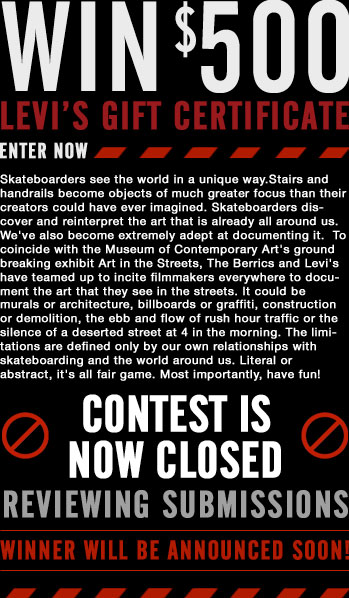 WIN $500
LEVI'S GIFT CERTIFICATE
ENTER NOW
Skateboarders see the world in a unique way.Stairs and
handrails become objects of much greater focus than their
creators could have ever imagined. Skateboarders dis-
cover and reinterpret the art that is already all around us.
We've also become extremely adept at documenting it.  To
coincide with the Museum of Contemporary Art's ground
breaking exhibit Art in the Streets, The Berrics and Levi's
have teamed up to incite filmmakers everywhere to docu-
ment the art that they see in the streets. It could be
murals or architecture, billboards or graffiti, construction
or demolition, the ebb and flow of rush hour traffic or the
silence of a deserted street at 4 in the morning. The limi-
tations are defined only by our own relationships with
skateboarding and the world around us. Literal or
abstract, it's all fair game. Most importantly, have fun!
CONTEST IS
NOW CLOSED
REVIEWING SUBMISSIONS
WINNER WILL BE ANNOUNCED SOON!